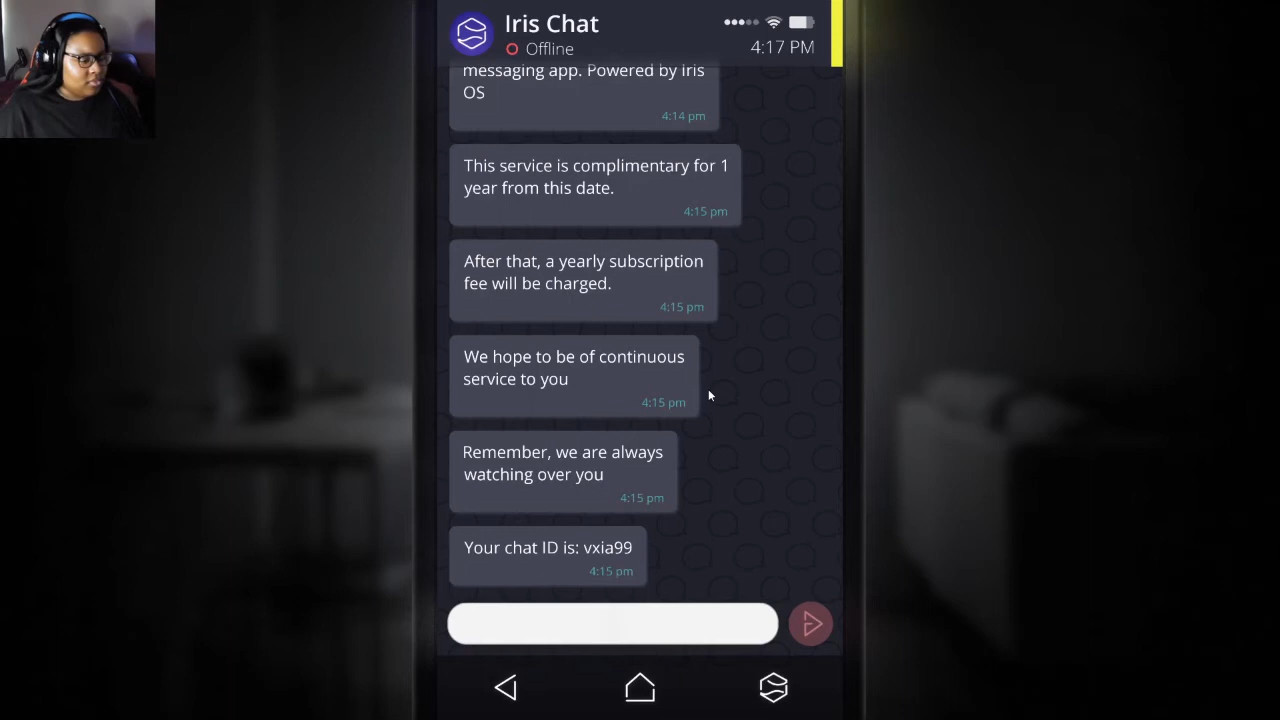 Iris Chat
Offline
4:17 PM
messaging app. Powered by Iris
OS
4:14 pm
This service is complimentary for 1
year from this date.
4:15 pm
After that, a yearly subscription
fee will be charged.
4:15 pm
We hope to be of continuous
service to you
4:15 pm
Remember, we are always
watching over you
4:15 pm
Your chat ID is: vxia99
4:15 pm